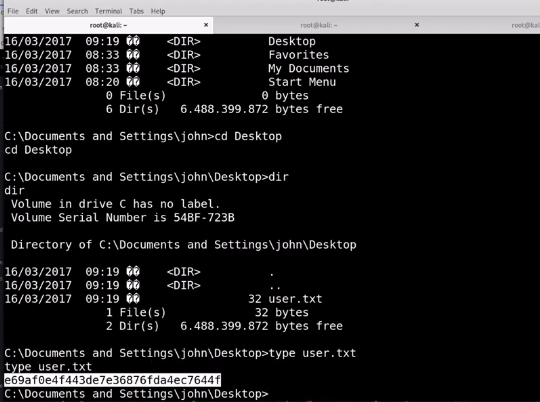 root@kali:
File Edit View Search Terminal Tabs Help
root@kali: ~ × root@kali: ~ × root@kali
16/03/2017 09:19 �� <DIR> Desktop
16/03/2017 08:33 �� <DIR> Favorites
16/03/2017 08:33 �� <DIR> My Documents
16/03/2017 08:20 �� <DIR> Start Menu
0 File(s) 0 bytes
6 Dir(s) 6.488.399.872 bytes free
C:\Documents and Settings\john>cd Desktop
cd Desktop
C:\Documents and Settings\john\Desktop>dir
dir
Volume in drive C has no label.
Volume Serial Number is 54BF-723B
Directory of C:\Documents and Settings\john\Desktop
16/03/2017 09:19 �� <DIR> .
16/03/2017 09:19 �� <DIR> ..
16/03/2017 09:19 �� 32 user.txt
1 File(s) 32 bytes
2 Dir(s) 6.488.399.872 bytes free
C:\Documents and Settings\john\Desktop>type user.txt
type user.txt
e69af0e4f443de7e36876fda4ec7644f
C:\Documents and Settings\john\Desktop>